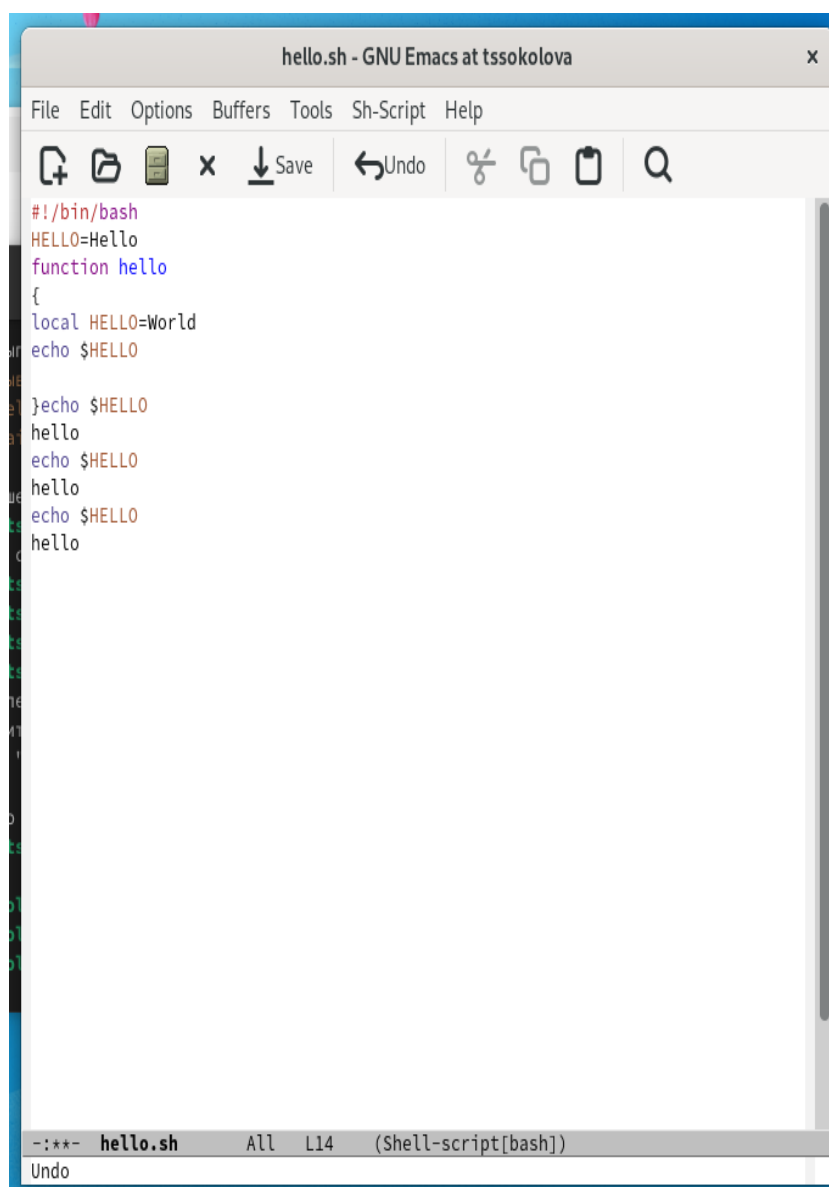 hello.sh - GNU Emacs at tssokolova
File Edit Options Buffers Tools Sh-Script Help
Save Undo
#!/bin/bash
HELLO=Hello
function hello
{
local HELLO=World
echo $HELLO
}echo $HELLO
hello
echo $HELLO
hello
echo $HELLO
hello
-:**- hello.sh All L14 (Shell-script[bash])
Undo